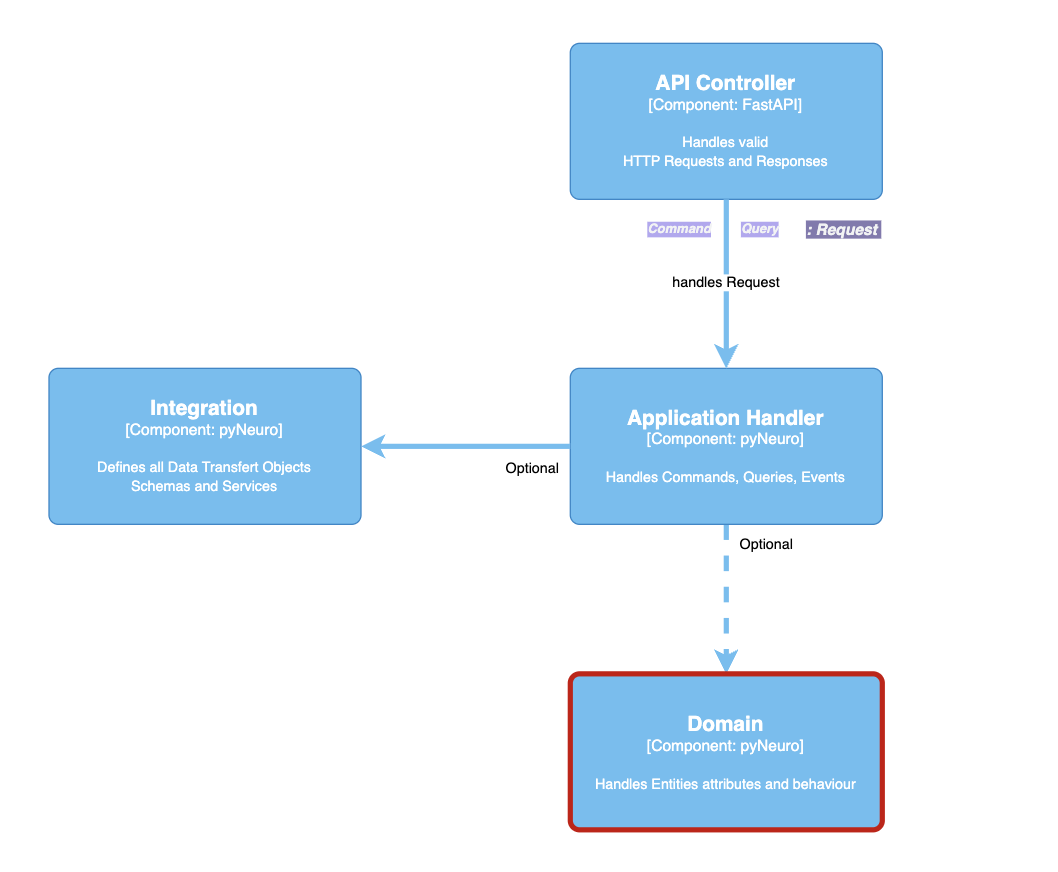 API Controller
[Component: FastAPI]
Handles valid
HTTP Requests and Responses
Command Query : Request
handles Request
Integration
[Component: pyNeuro]
Defines all Data Transfert Objects
Schemas and Services
Optional
Application Handler
[Component: pyNeuro]
Handles Commands, Queries, Events
Optional
Domain
[Component: pyNeuro]
Handles Entities attributes and behaviour